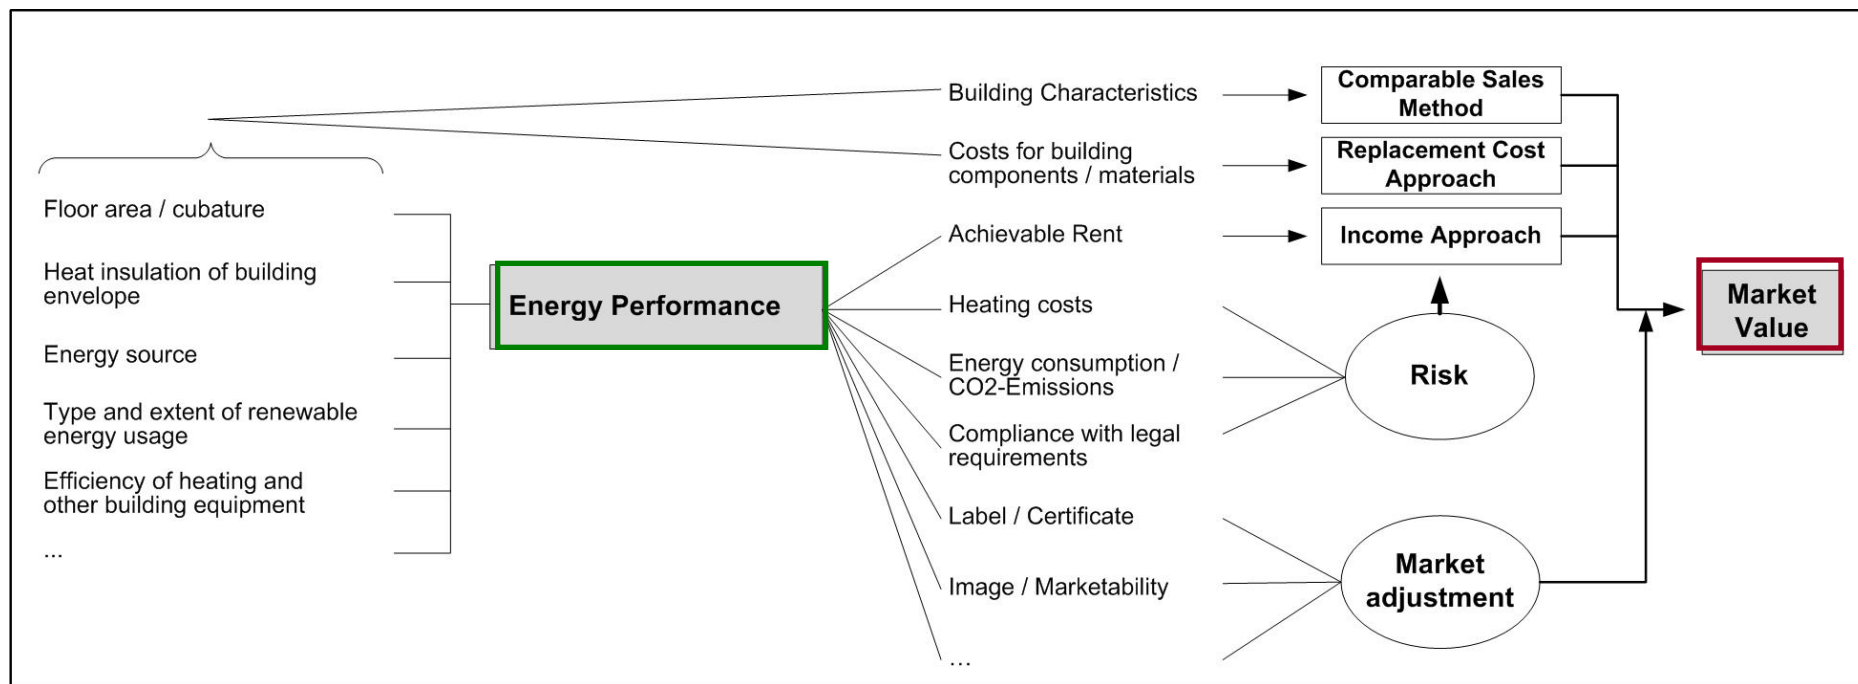 Floor area / cubature
Heat insulation of building
envelope
Energy source
Type and extent of renewable
energy usage
Efficiency of heating and
other building equipment
...
Energy Performance
Building Characteristics
Costs for building
components / materials
Achievable Rent
Heating costs
Energy consumption /
CO2-Emissions
Compliance with legal
requirements
Label / Certificate
Image / Marketability
...
Comparable Sales
Method
Replacement Cost
Approach
Income Approach
Risk
Market
adjustment
Market
Value